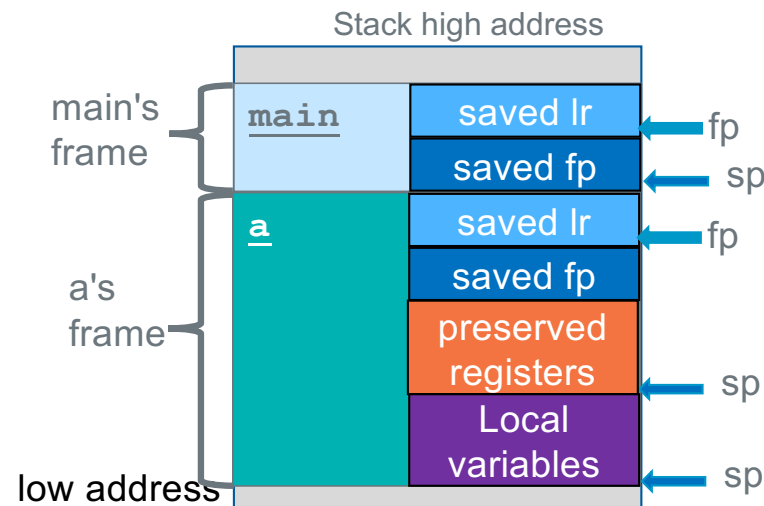 Stack high address
main's
frame
main
saved lr
fp
saved fp
sp
a's
frame
a
saved lr
fp
saved fp
preserved
registers
sp
Local
variables
sp
low address